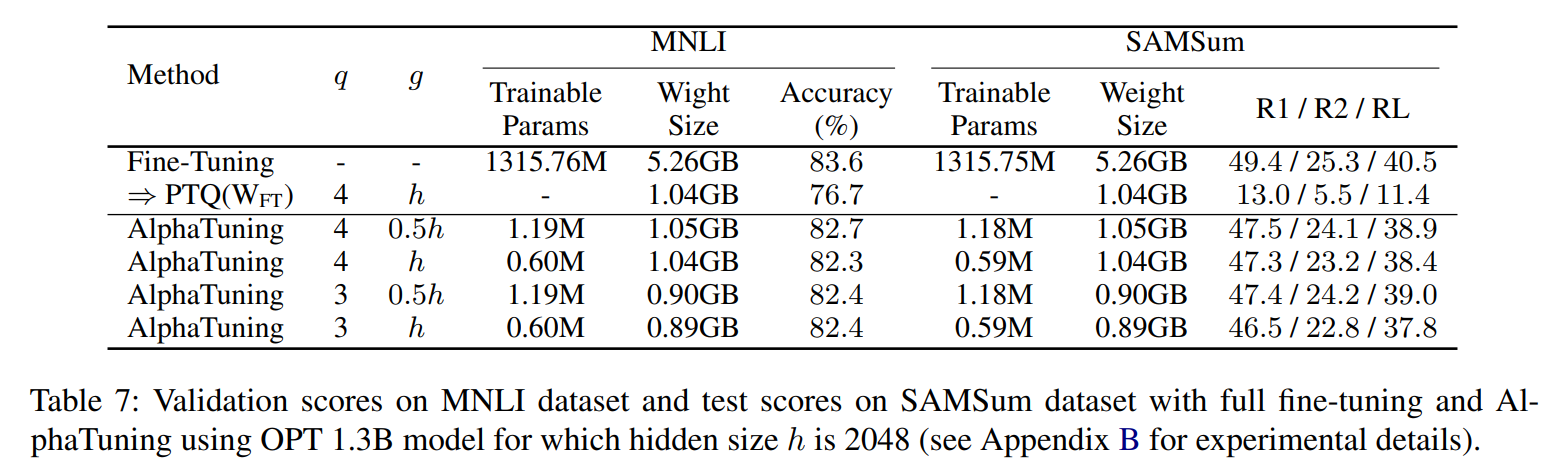 MNLI SAMSum
Method q g Trainable Params Wight Size Accuracy (%) Trainable Params Weight Size R1 / R2 / RL
Fine-Tuning - - 1315.76M 5.26GB 83.6 1315.75M 5.26GB 49.4 / 25.3 / 40.5
⇒ PTQ(W_FT) 4 h - 1.04GB 76.7 - 1.04GB 13.0 / 5.5 / 11.4
AlphaTuning 4 0.5h 1.19M 1.05GB 82.7 1.18M 1.05GB 47.5 / 24.1 / 38.9
AlphaTuning 4 h 0.60M 1.04GB 82.3 0.59M 1.04GB 47.3 / 23.2 / 38.4
AlphaTuning 3 0.5h 1.19M 0.90GB 82.4 1.18M 0.90GB 47.4 / 24.2 / 39.0
AlphaTuning 3 h 0.60M 0.89GB 82.4 0.59M 0.89GB 46.5 / 22.8 / 37.8
Table 7: Validation scores on MNLI dataset and test scores on SAMSum dataset with full fine-tuning and Al-
phaTuning using OPT 1.3B model for which hidden size h is 2048 (see Appendix B for experimental details).